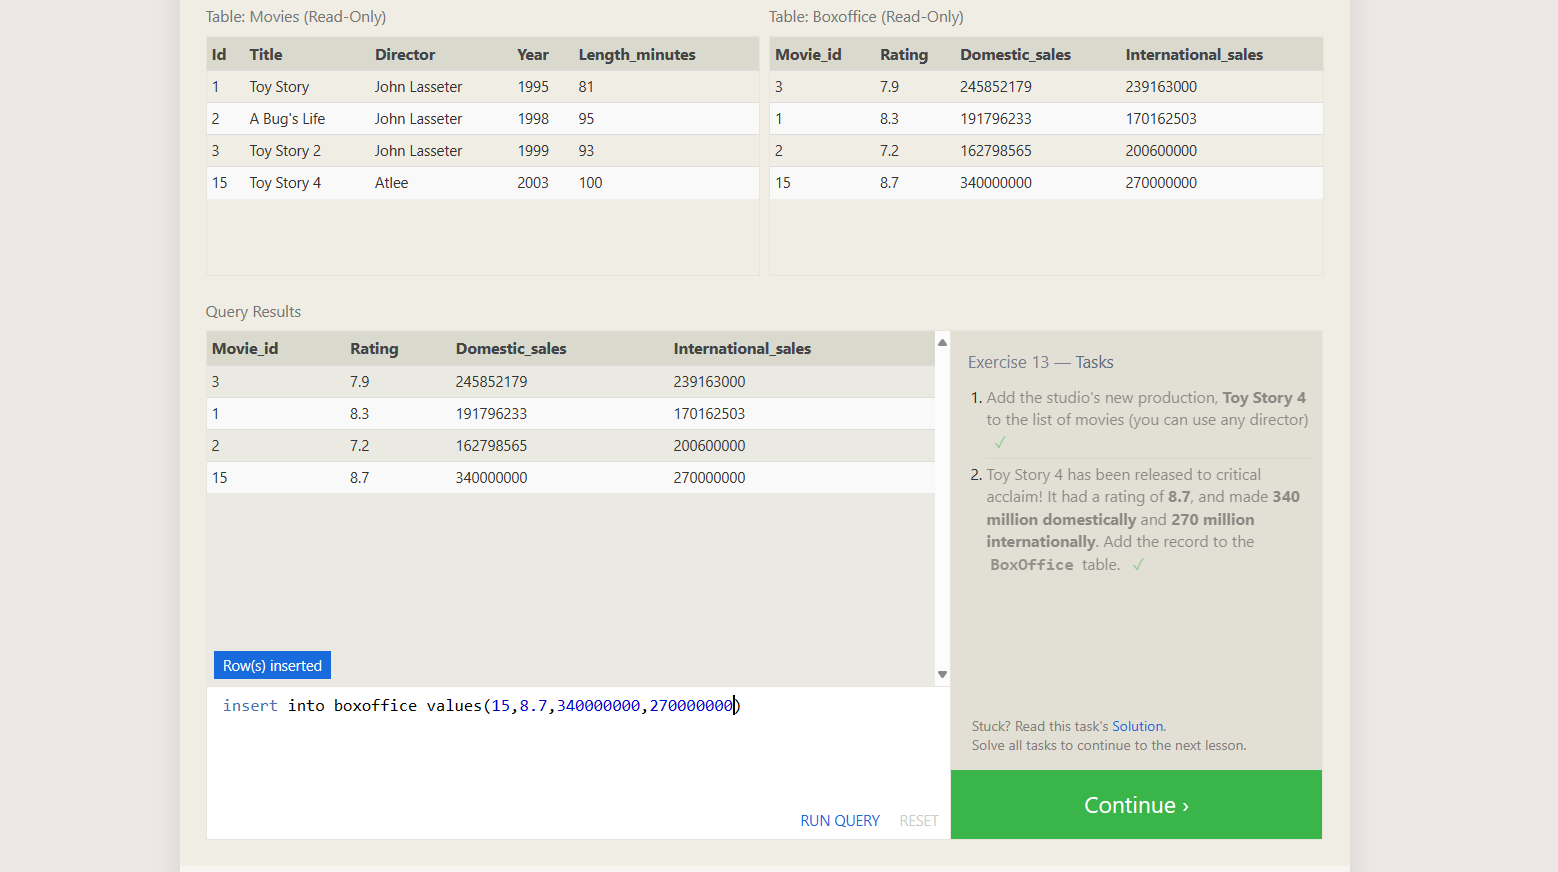 Table: Movies (Read-Only)
Id Title Director Year Length_minutes
1 Toy Story John Lasseter 1995 81
2 A Bug's Life John Lasseter 1998 95
3 Toy Story 2 John Lasseter 1999 93
15 Toy Story 4 Atlee 2003 100
Table: Boxoffice (Read-Only)
Movie_id Rating Domestic_sales International_sales
3 7.9 245852179 239163000
1 8.3 191796233 170162503
2 7.2 162798565 200600000
15 8.7 340000000 270000000
Query Results
Movie_id Rating Domestic_sales International_sales
3 7.9 245852179 239163000
1 8.3 191796233 170162503
2 7.2 162798565 200600000
15 8.7 340000000 270000000
Row(s) inserted
insert into boxoffice values(15,8.7,340000000,270000000)
RUN QUERY RESET
Exercise 13 — Tasks
1. Add the studio's new production, Toy Story 4
to the list of movies (you can use any director)
✓
2. Toy Story 4 has been released to critical
acclaim! It had a rating of 8.7, and made 340
million domestically and 270 million
internationally. Add the record to the
BoxOffice table. ✓
Stuck? Read this task's Solution.
Solve all tasks to continue to the next lesson.
Continue ›